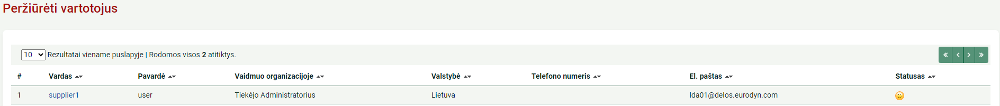 Peržiūrėti vartotojus
10 Rezultatai viename puslapyje | Rodomos visos 2 atitiktys.
# Vardas Pavardė Vaidmuo organizacijoje Valstybė Telefono numeris El. paštas Statusas
1 supplier1 user Tiekėjo Administratorius Lietuva lda01@delos.eurodyn.com